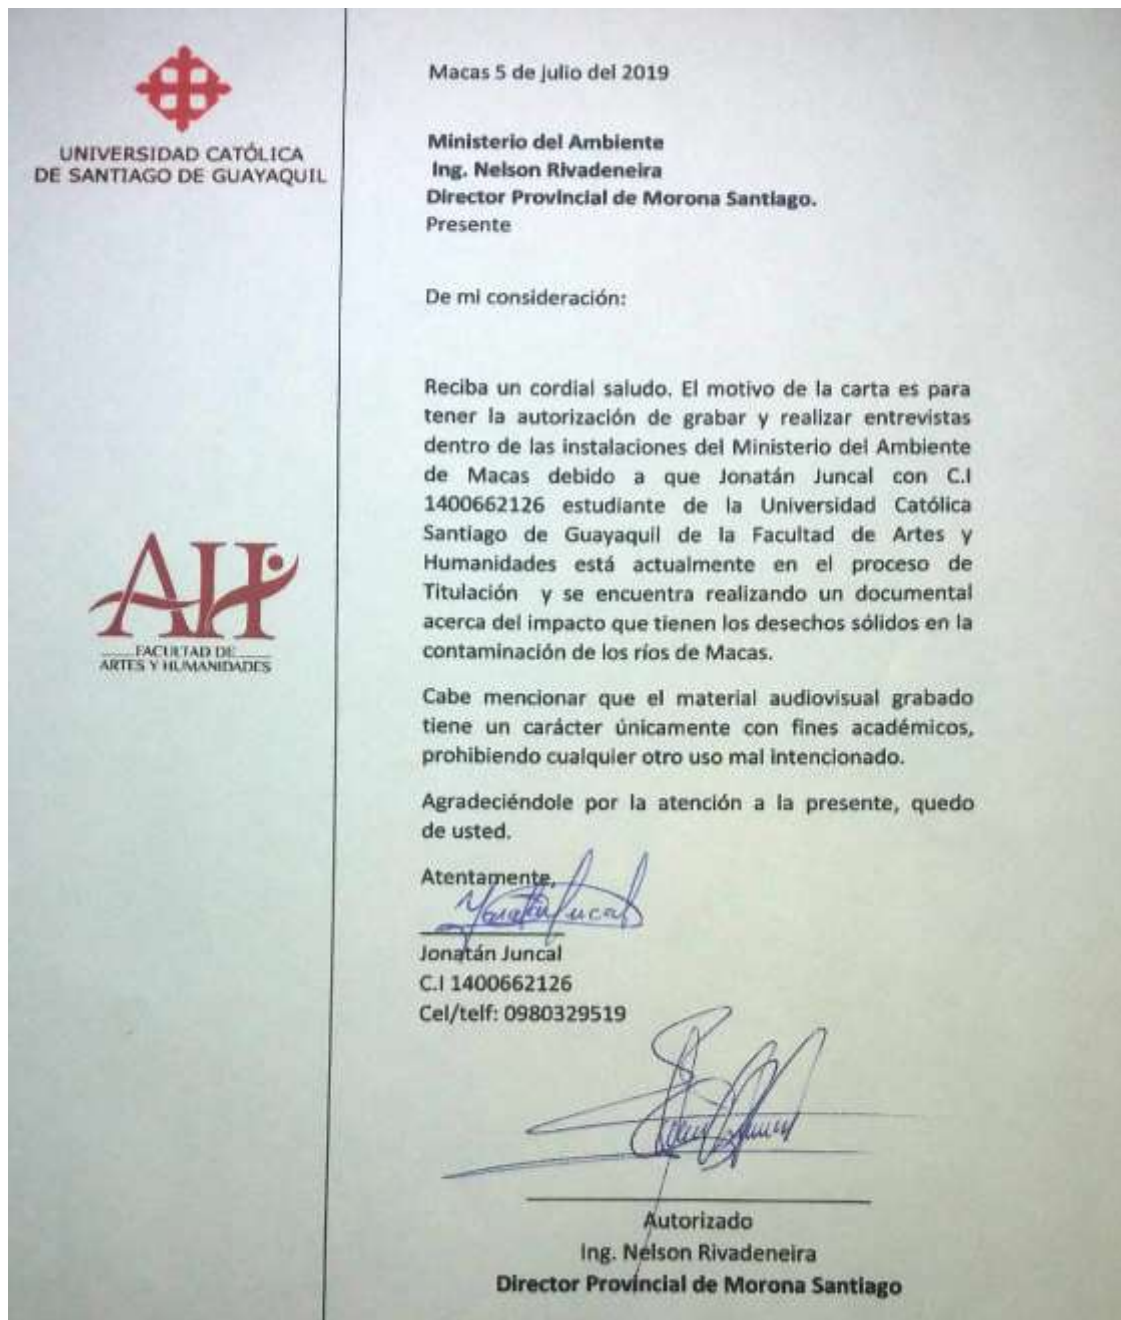 UNIVERSIDAD CATÓLICA
DE SANTIAGO DE GUAYAQUIL
Macas 5 de julio del 2019
Ministerio del Ambiente
Ing. Nelson Rivadeneira
Director Provincial de Morona Santiago.
Presente
De mi consideración:
Reciba un cordial saludo. El motivo de la carta es para
tener la autorización de grabar y realizar entrevistas
dentro de las instalaciones del Ministerio del Ambiente
de Macas debido a que Jonatán Juncal con C.I
1400662126 estudiante de la Universidad Católica
Santiago de Guayaquil de la Facultad de Artes y
Humanidades está actualmente en el proceso de
Titulación y se encuentra realizando un documental
acerca del impacto que tienen los desechos sólidos en la
contaminación de los ríos de Macas.
AH
FACULTAD DE
ARTES Y HUMANIDADES
Cabe mencionar que el material audiovisual grabado
tiene un carácter únicamente con fines académicos,
prohibiendo cualquier otro uso mal intencionado.
Agradeciéndole por la atención a la presente, quedo
de usted.
Atentamente,
Jonatán Juncal
C.I 1400662126
Cel/telf: 0980329519
Autorizado
Ing. Nelson Rivadeneira
Director Provincial de Morona Santiago